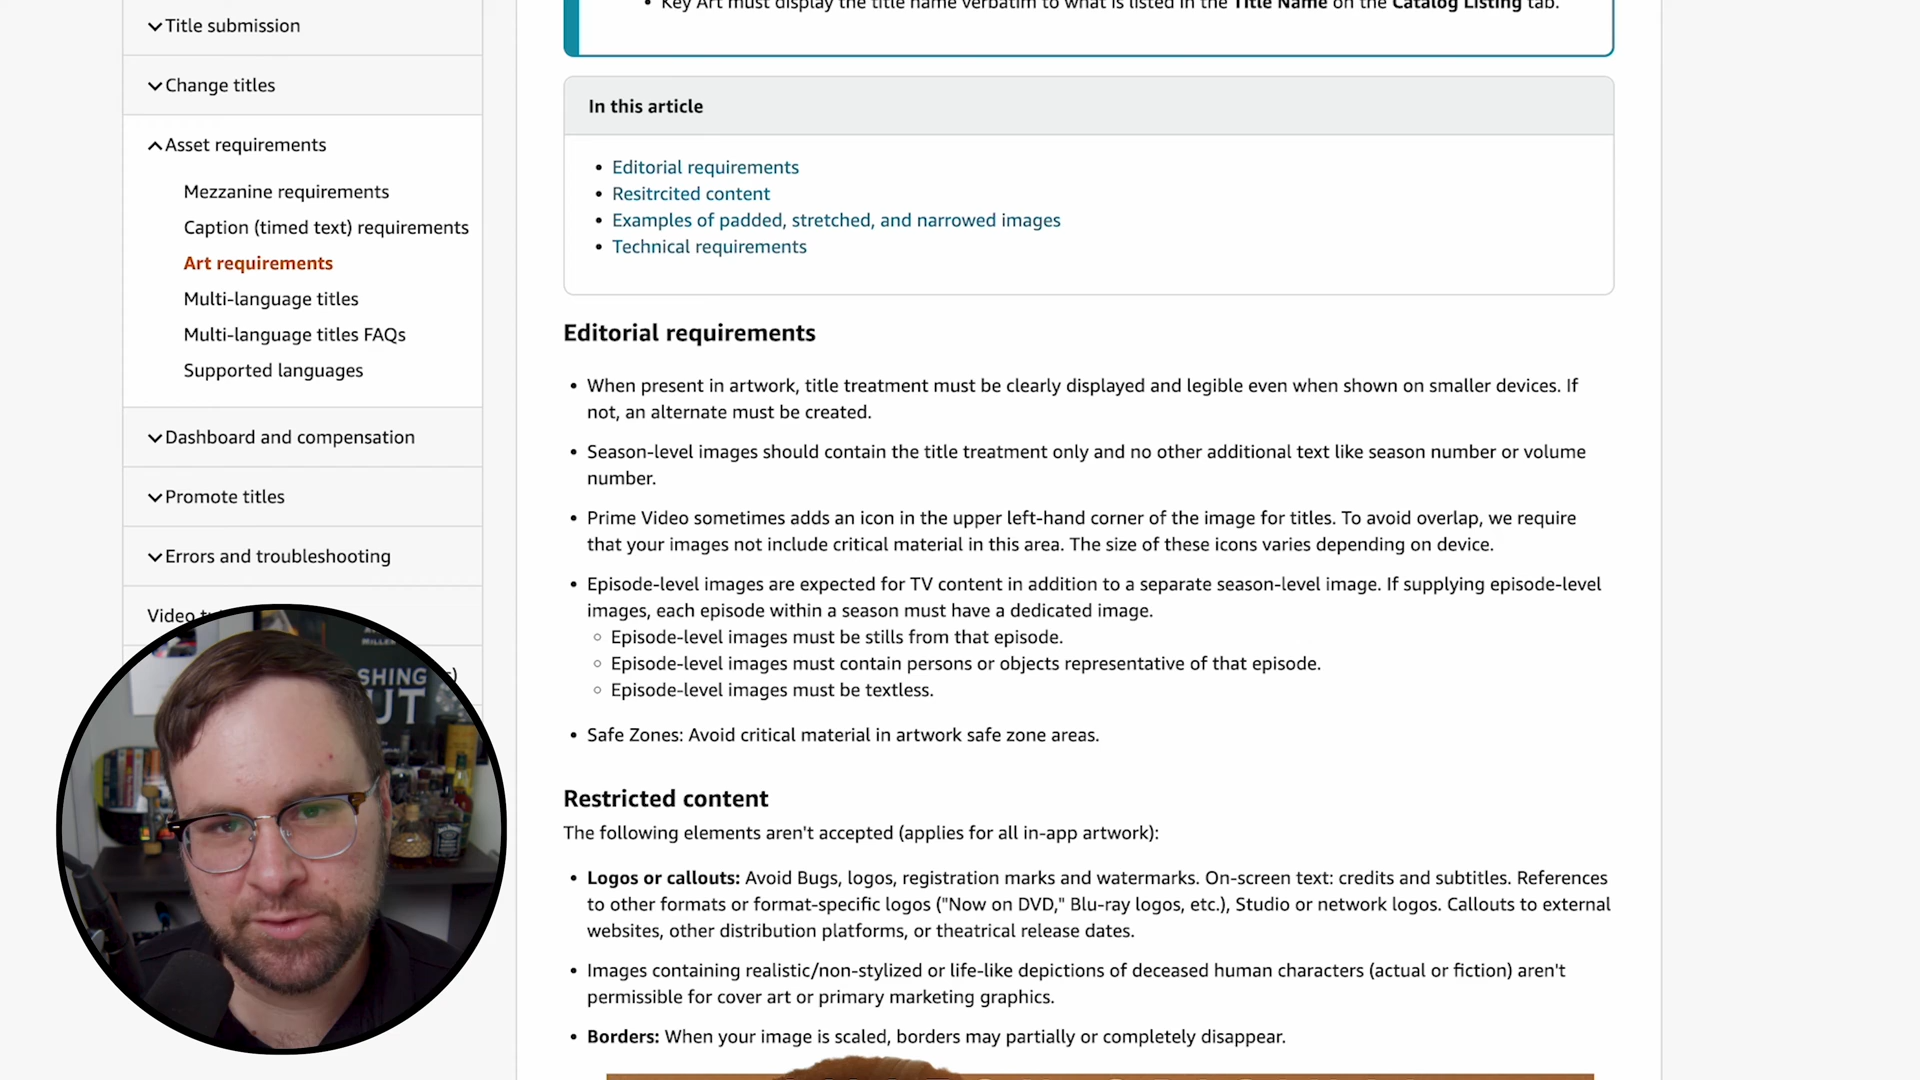 Title submission
Change titles
Asset requirements
Mezzanine requirements
Caption (timed text) requirements
Art requirements
Multi-language titles
Multi-language titles FAQs
Supported languages
Dashboard and compensation
Promote titles
Errors and troubleshooting
Video
• Key Art must display the title name verbatim to what is listed in the Title Name on the Catalog Listing tab.
In this article
• Editorial requirements
• Resitrcited content
• Examples of padded, stretched, and narrowed images
• Technical requirements
Editorial requirements
• When present in artwork, title treatment must be clearly displayed and legible even when shown on smaller devices. If
not, an alternate must be created.
• Season-level images should contain the title treatment only and no other additional text like season number or volume
number.
• Prime Video sometimes adds an icon in the upper left-hand corner of the image for titles. To avoid overlap, we require
that your images not include critical material in this area. The size of these icons varies depending on device.
• Episode-level images are expected for TV content in addition to a separate season-level image. If supplying episode-level
images, each episode within a season must have a dedicated image.
◦ Episode-level images must be stills from that episode.
◦ Episode-level images must contain persons or objects representative of that episode.
◦ Episode-level images must be textless.
• Safe Zones: Avoid critical material in artwork safe zone areas.
Restricted content
The following elements aren't accepted (applies for all in-app artwork):
• Logos or callouts: Avoid Bugs, logos, registration marks and watermarks. On-screen text: credits and subtitles. References
to other formats or format-specific logos ("Now on DVD," Blu-ray logos, etc.), Studio or network logos. Callouts to external
websites, other distribution platforms, or theatrical release dates.
• Images containing realistic/non-stylized or life-like depictions of deceased human characters (actual or fiction) aren't
permissible for cover art or primary marketing graphics.
• Borders: When your image is scaled, borders may partially or completely disappear.
MILLE
SHING
UT